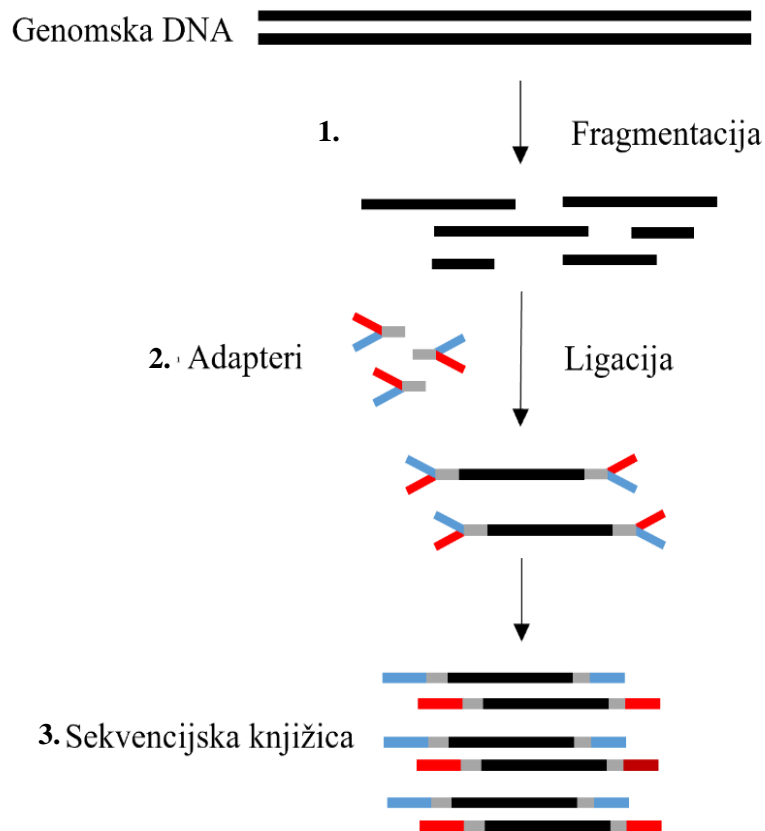 Genomska DNA
1.
Fragmentacija
2. Adapteri
Ligacija
3. Sekvencijska knjižica